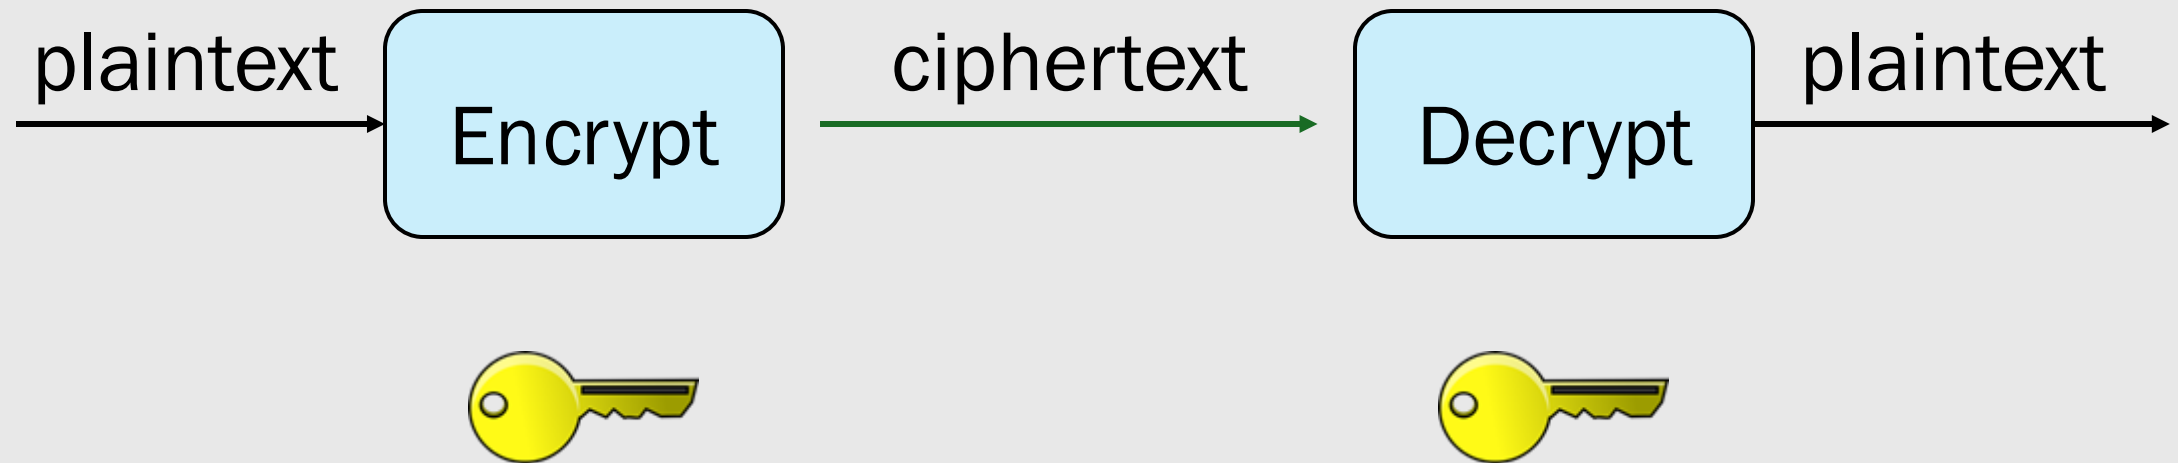 plaintext
Encrypt
ciphertext
Decrypt
plaintext